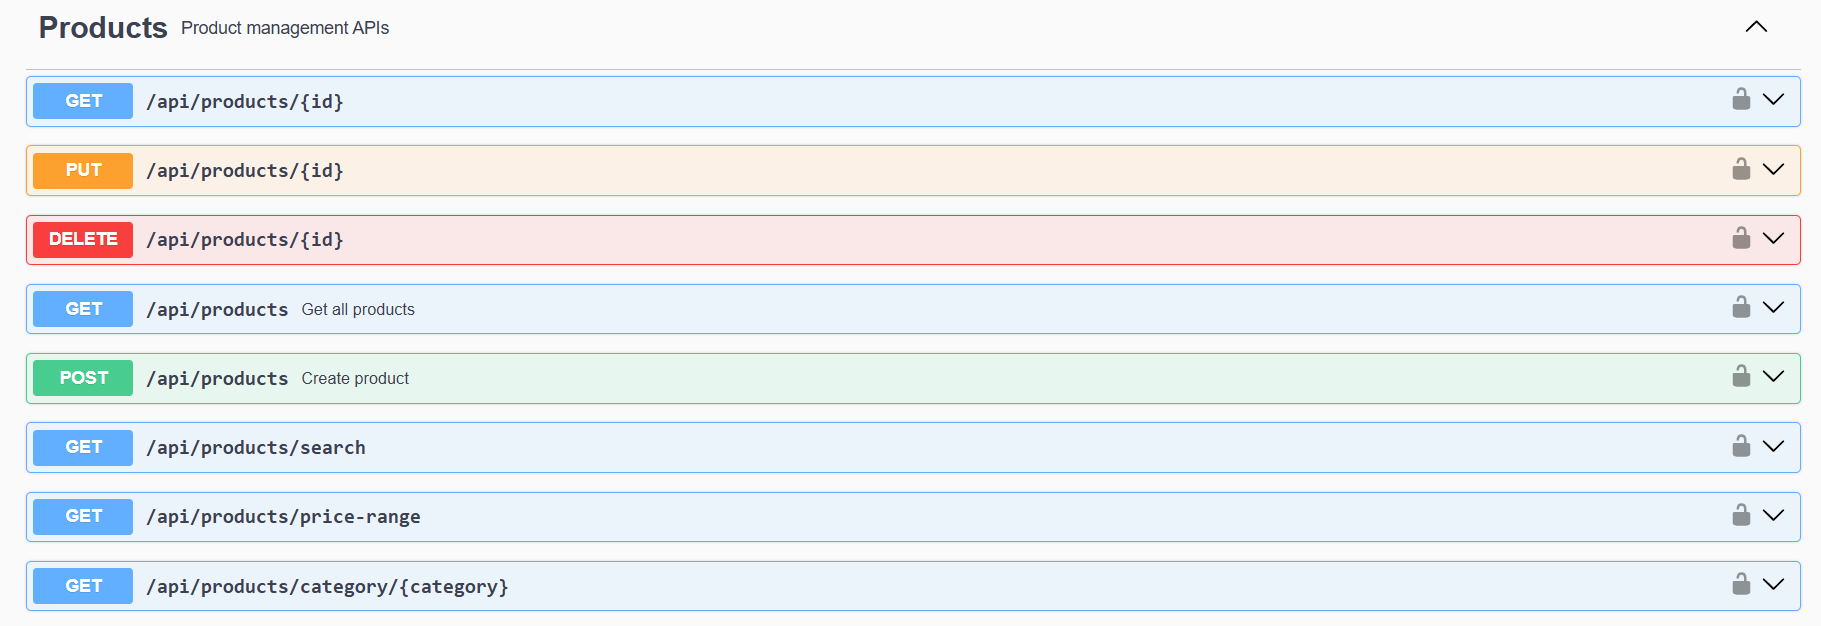 Products Product management APIs
GET /api/products/{id}
PUT /api/products/{id}
DELETE /api/products/{id}
GET /api/products Get all products
POST /api/products Create product
GET /api/products/search
GET /api/products/price-range
GET /api/products/category/{category}